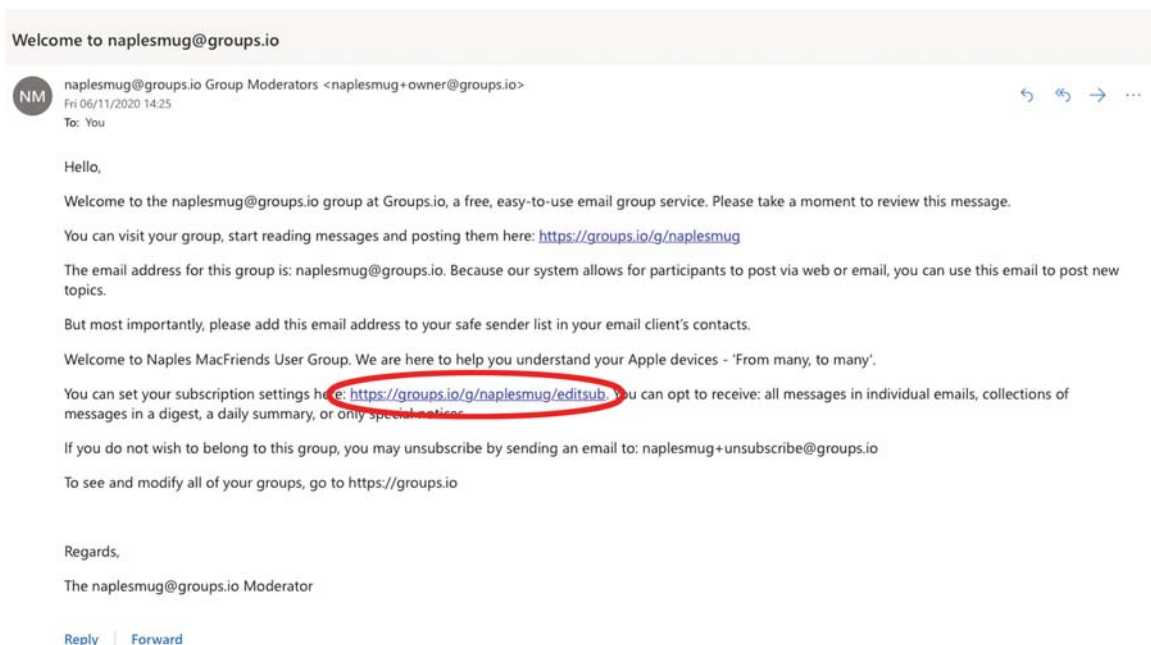 Welcome to naplesmug@groups.io
NM
naplesmug@groups.io Group Moderators <naplesmug+owner@groups.io>
Fri 06/11/2020 14:25
To: You
Hello,
Welcome to the naplesmug@groups.io group at Groups.io, a free, easy-to-use email group service. Please take a moment to review this message.
You can visit your group, start reading messages and posting them here: https://groups.io/g/naplesmug
The email address for this group is: naplesmug@groups.io. Because our system allows for participants to post via web or email, you can use this email to post new
topics.
But most importantly, please add this email address to your safe sender list in your email client's contacts.
Welcome to Naples MacFriends User Group. We are here to help you understand your Apple devices - 'From many, to many'.
You can set your subscription settings here: https://groups.io/g/naplesmug/editsub. You can opt to receive: all messages in individual emails, collections of
messages in a digest, a daily summary, or only special notices.
If you do not wish to belong to this group, you may unsubscribe by sending an email to: naplesmug+unsubscribe@groups.io
To see and modify all of your groups, go to https://groups.io
Regards,
The naplesmug@groups.io Moderator
Reply | Forward